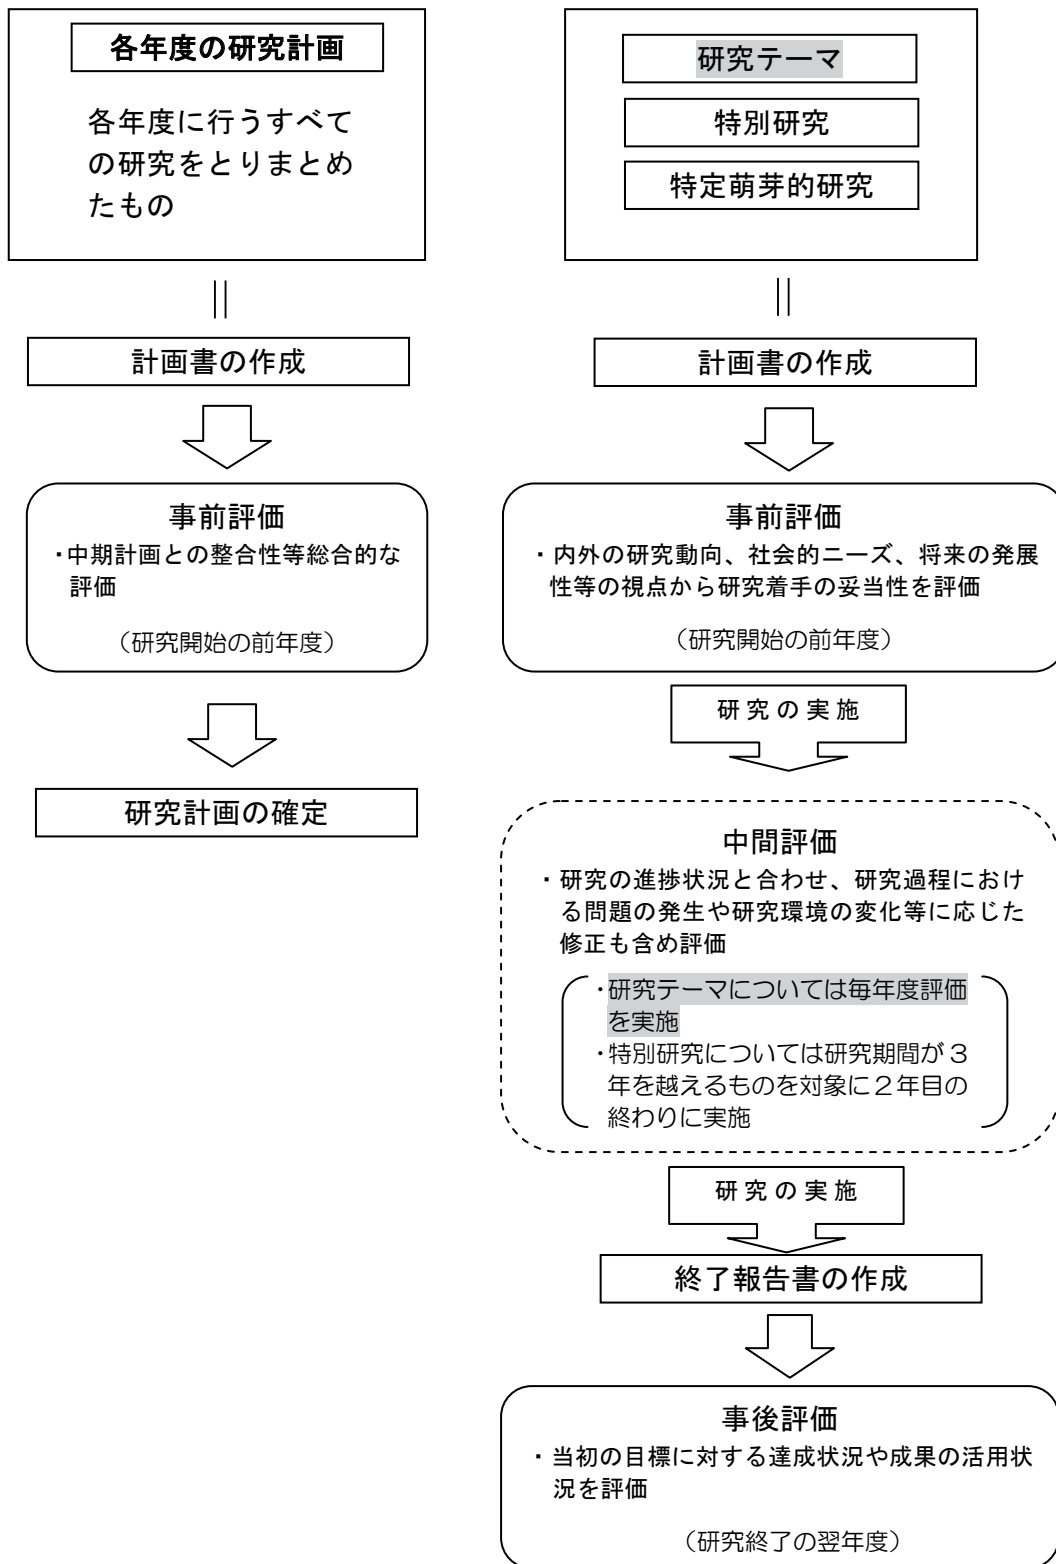 各年度の研究計画
各年度に行うすべて
の研究をとりまとめ
たもの
計画書の作成
事前評価
・中期計画との整合性等総合的な
評価
（研究開始の前年度）
研究計画の確定
研究テーマ
特別研究
特定萌芽的研究
計画書の作成
事前評価
・内外の研究動向、社会的ニーズ、将来の発展
性等の視点から研究着手の妥当性を評価
（研究開始の前年度）
研究の実施
中間評価
・研究の進捗状況と合わせ、研究過程におけ
る問題の発生や研究環境の変化等に応じた
修正も含め評価
・研究テーマについては毎年度評価
を実施
・特別研究については研究期間が３
年を越えるものを対象に２年目の
終わりに実施
研究の実施
終了報告書の作成
事後評価
・当初の目標に対する達成状況や成果の活用状
況を評価
（研究終了の翌年度）